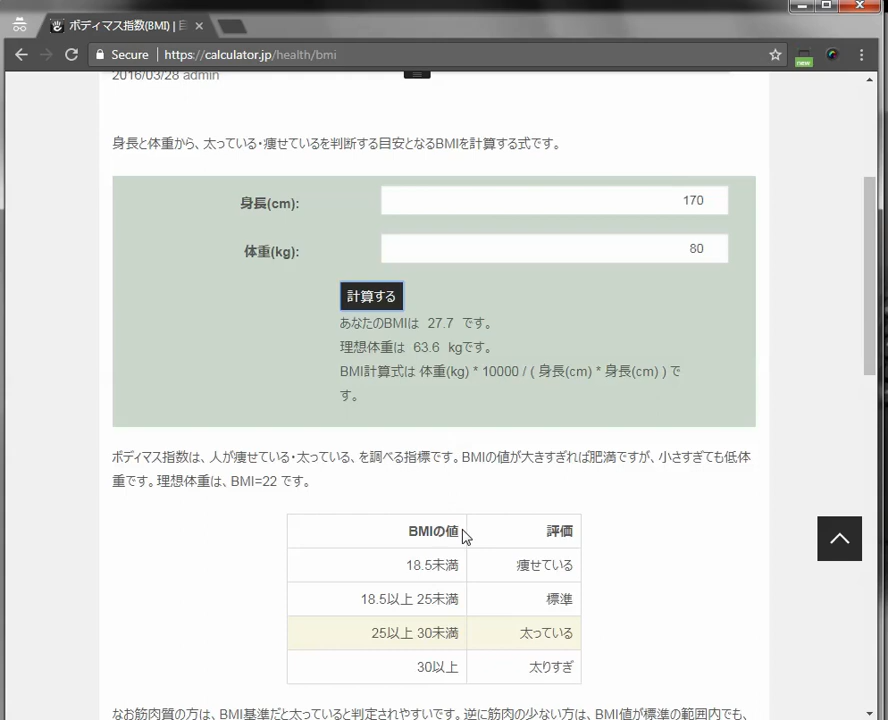 ボディマス指数(BMI) |
Secure https://calculator.jp/health/bmi
new
2016/03/28 admin
身長と体重から、太っている・痩せているを判断する目安となるBMIを計算する式です。
身長(cm): 170
体重(kg): 80
計算する
あなたのBMIは 27.7 です。
理想体重は 63.6 kgです。
BMI計算式は 体重(kg) * 10000 / ( 身長(cm) * 身長(cm) ) で
す。
ボディマス指数は、人が痩せている・太っている、を調べる指標です。BMIの値が大きすぎれば肥満ですが、小さすぎても低体
重です。理想体重は、BMI=22 です。
BMIの値 評価
18.5未満 痩せている
18.5以上 25未満 標準
25以上 30未満 太っている
30以上 太りすぎ
なお筋肉質の方は、BMI基準だと太っていると判定されやすいです。逆に筋肉の少ない方は、BMI値が標準の範囲内でも、